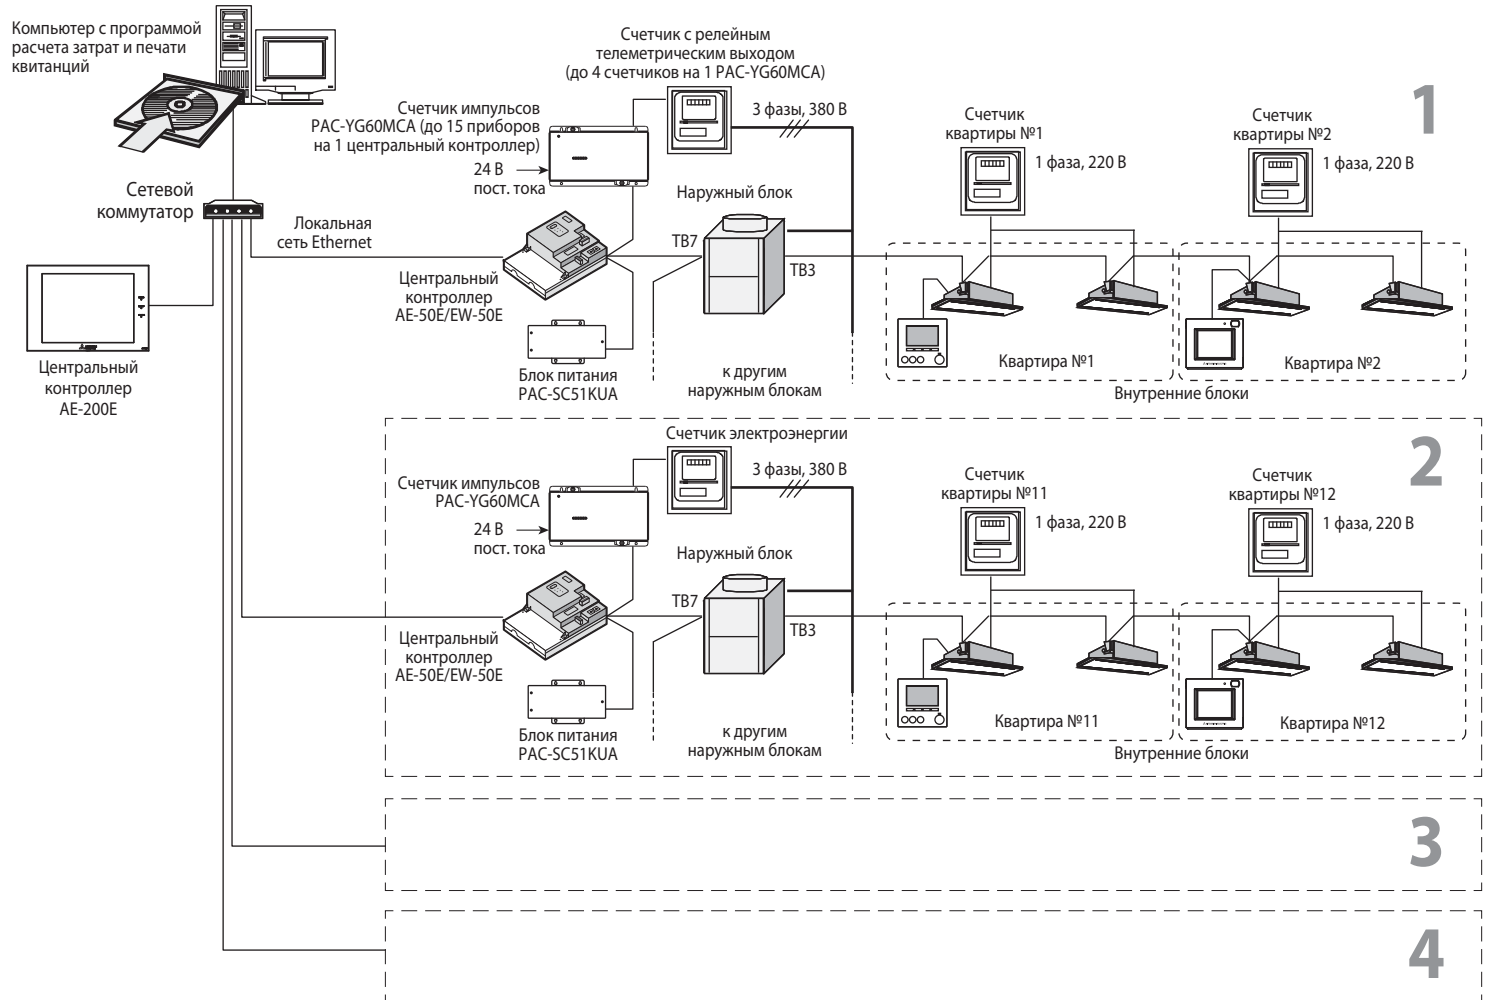 Компьютер с программой
расчета затрат и печати
квитанций
Сетевой
коммутатор
Локальная
сеть Ethernet
Центральный
контроллер
AE-200E
1
Счетчик с релейным
телеметрическим выходом
(до 4 счетчиков на 1 PAC-YG60MCA)
Счетчик импульсов
PAC-YG60MCA (до 15 приборов
на 1 центральный контроллер)
24 В
пост. тока
3 фазы, 380 В
Наружный блок
TB7
TB3
Центральный
контроллер
AE-50E/EW-50E
Блок питания
PAC-SC51KUA
к другим
наружным блокам
Счетчик
квартиры №1
1 фаза, 220 В
Счетчик
квартиры №2
1 фаза, 220 В
Квартира №1
Квартира №2
Внутренние блоки
2
Счетчик электроэнергии
Счетчик импульсов
PAC-YG60MCA
24 В
пост. тока
3 фазы, 380 В
Наружный блок
TB7
TB3
Центральный
контроллер
AE-50E/EW-50E
Блок питания
PAC-SC51KUA
к другим
наружным блокам
Счетчик
квартиры №11
1 фаза, 220 В
Счетчик
квартиры №12
1 фаза, 220 В
Квартира №11
Квартира №12
Внутренние блоки
3
4